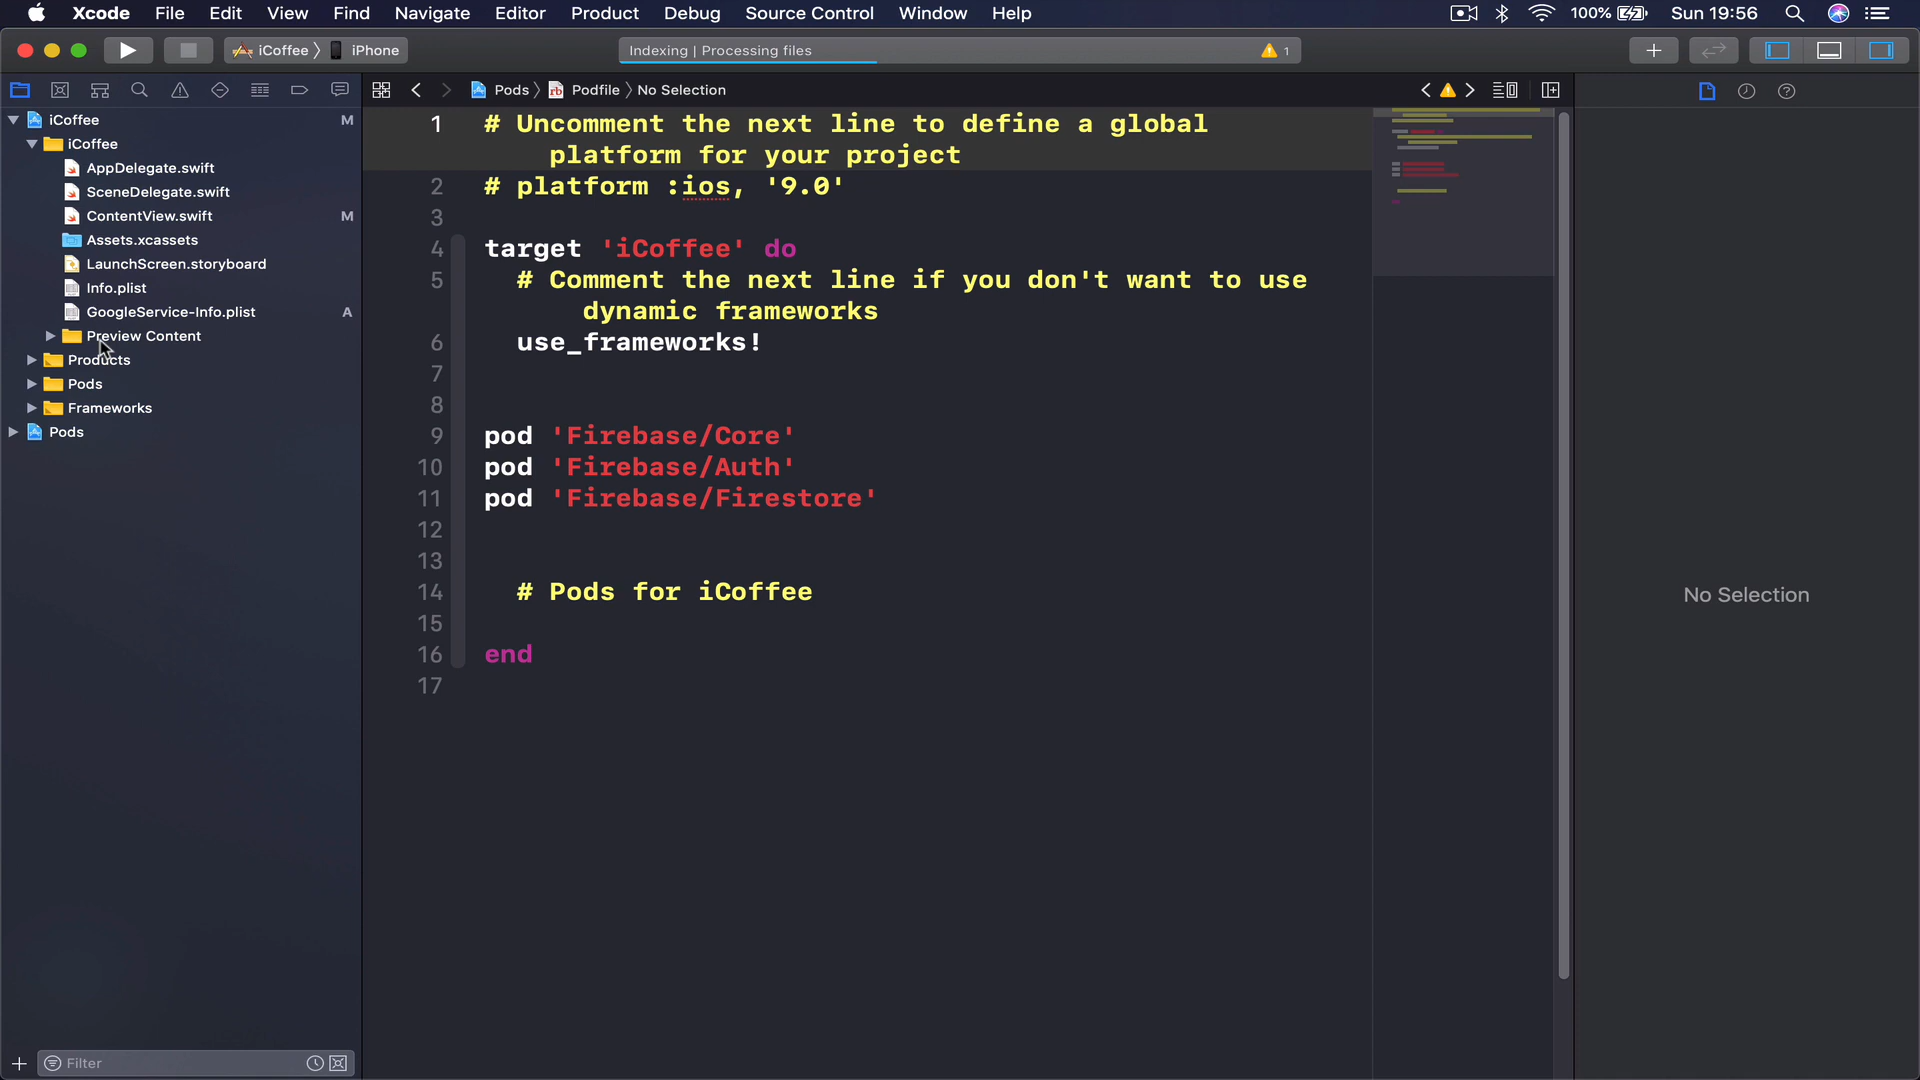 Xcode File Edit View Find Navigate Editor Product Debug Source Control Window Help 100% Sun 19:56
iCoffee 〉 iPhone
Indexing | Processing files 1
Pods 〉 Podfile 〉 No Selection
iCoffee M
iCoffee
AppDelegate.swift
SceneDelegate.swift
ContentView.swift M
Assets.xcassets
LaunchScreen.storyboard
Info.plist
GoogleService-Info.plist A
Preview Content
Products
Pods
Frameworks
Pods
Filter
1 # Uncomment the next line to define a global
platform for your project
2 # platform :ios, '9.0'
3
4 target 'iCoffee' do
5 # Comment the next line if you don't want to use
dynamic frameworks
6 use_frameworks!
7
8
9 pod 'Firebase/Core'
10 pod 'Firebase/Auth'
11 pod 'Firebase/Firestore'
12
13
14 # Pods for iCoffee
15
16 end
17
No Selection